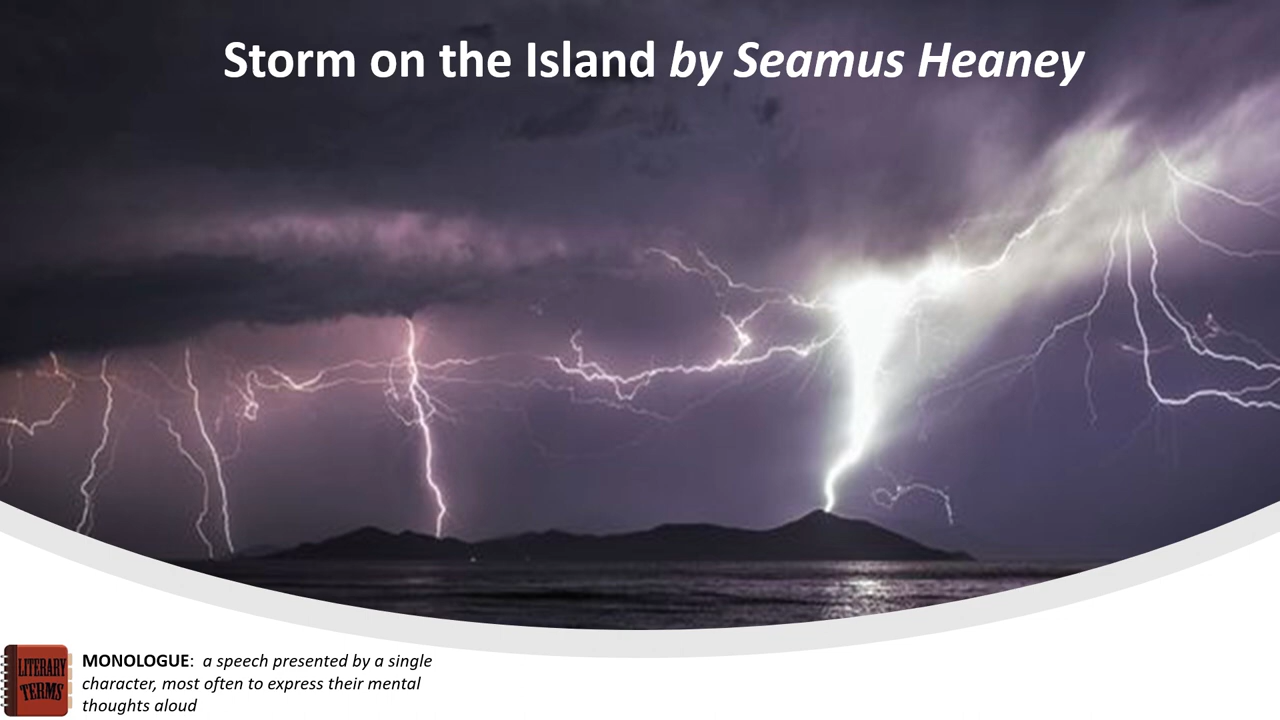 Storm on the Island by Seamus Heaney
LITERARY
TERMS
MONOLOGUE: a speech presented by a single
character, most often to express their mental
thoughts aloud